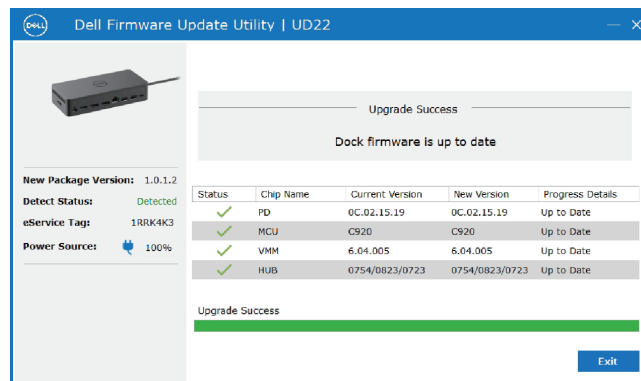 DELL
Dell Firmware Update Utility | UD22
Upgrade Success
Dock firmware is up to date
New Package Version: 1.0.1.2
Detect Status: Detected
eService Tag: 1RRK4K3
Power Source: 100%
Status Chip Name Current Version New Version Progress Details
PD 0C.02.15.19 0C.02.15.19 Up to Date
MCU C920 C920 Up to Date
VMM 6.04.005 6.04.005 Up to Date
HUB 0754/0823/0723 0754/0823/0723 Up to Date
Upgrade Success
Exit